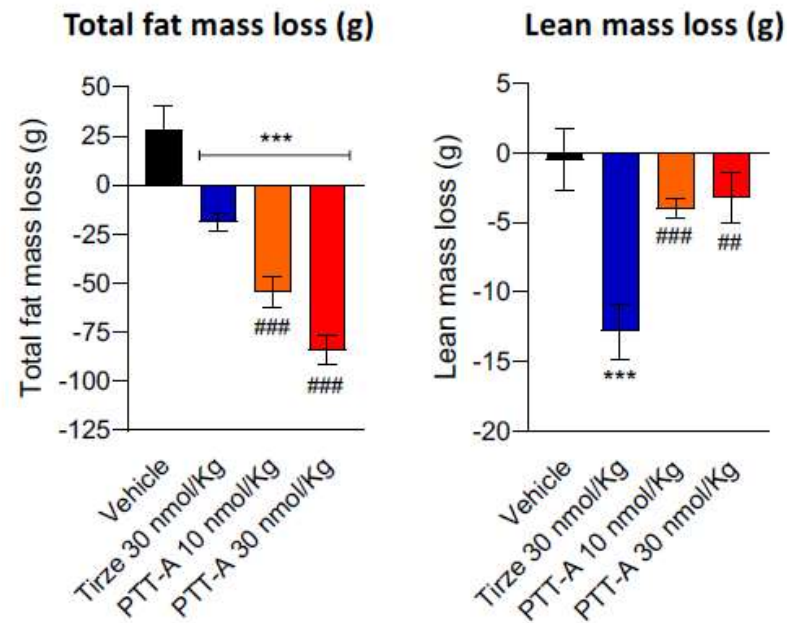 Total fat mass loss (g)
Total fat mass loss (g)
50
25
0
-25
-50
-75
-100
-125
***
###
###
Vehicle
Tirze 30 nmol/Kg
PTT-A 10 nmol/Kg
PTT-A 30 nmol/Kg
Lean mass loss (g)
Lean mass loss (g)
5
0
-5
-10
-15
-20
***
###
##
Vehicle
Tirze 30 nmol/Kg
PTT-A 10 nmol/Kg
PTT-A 30 nmol/Kg